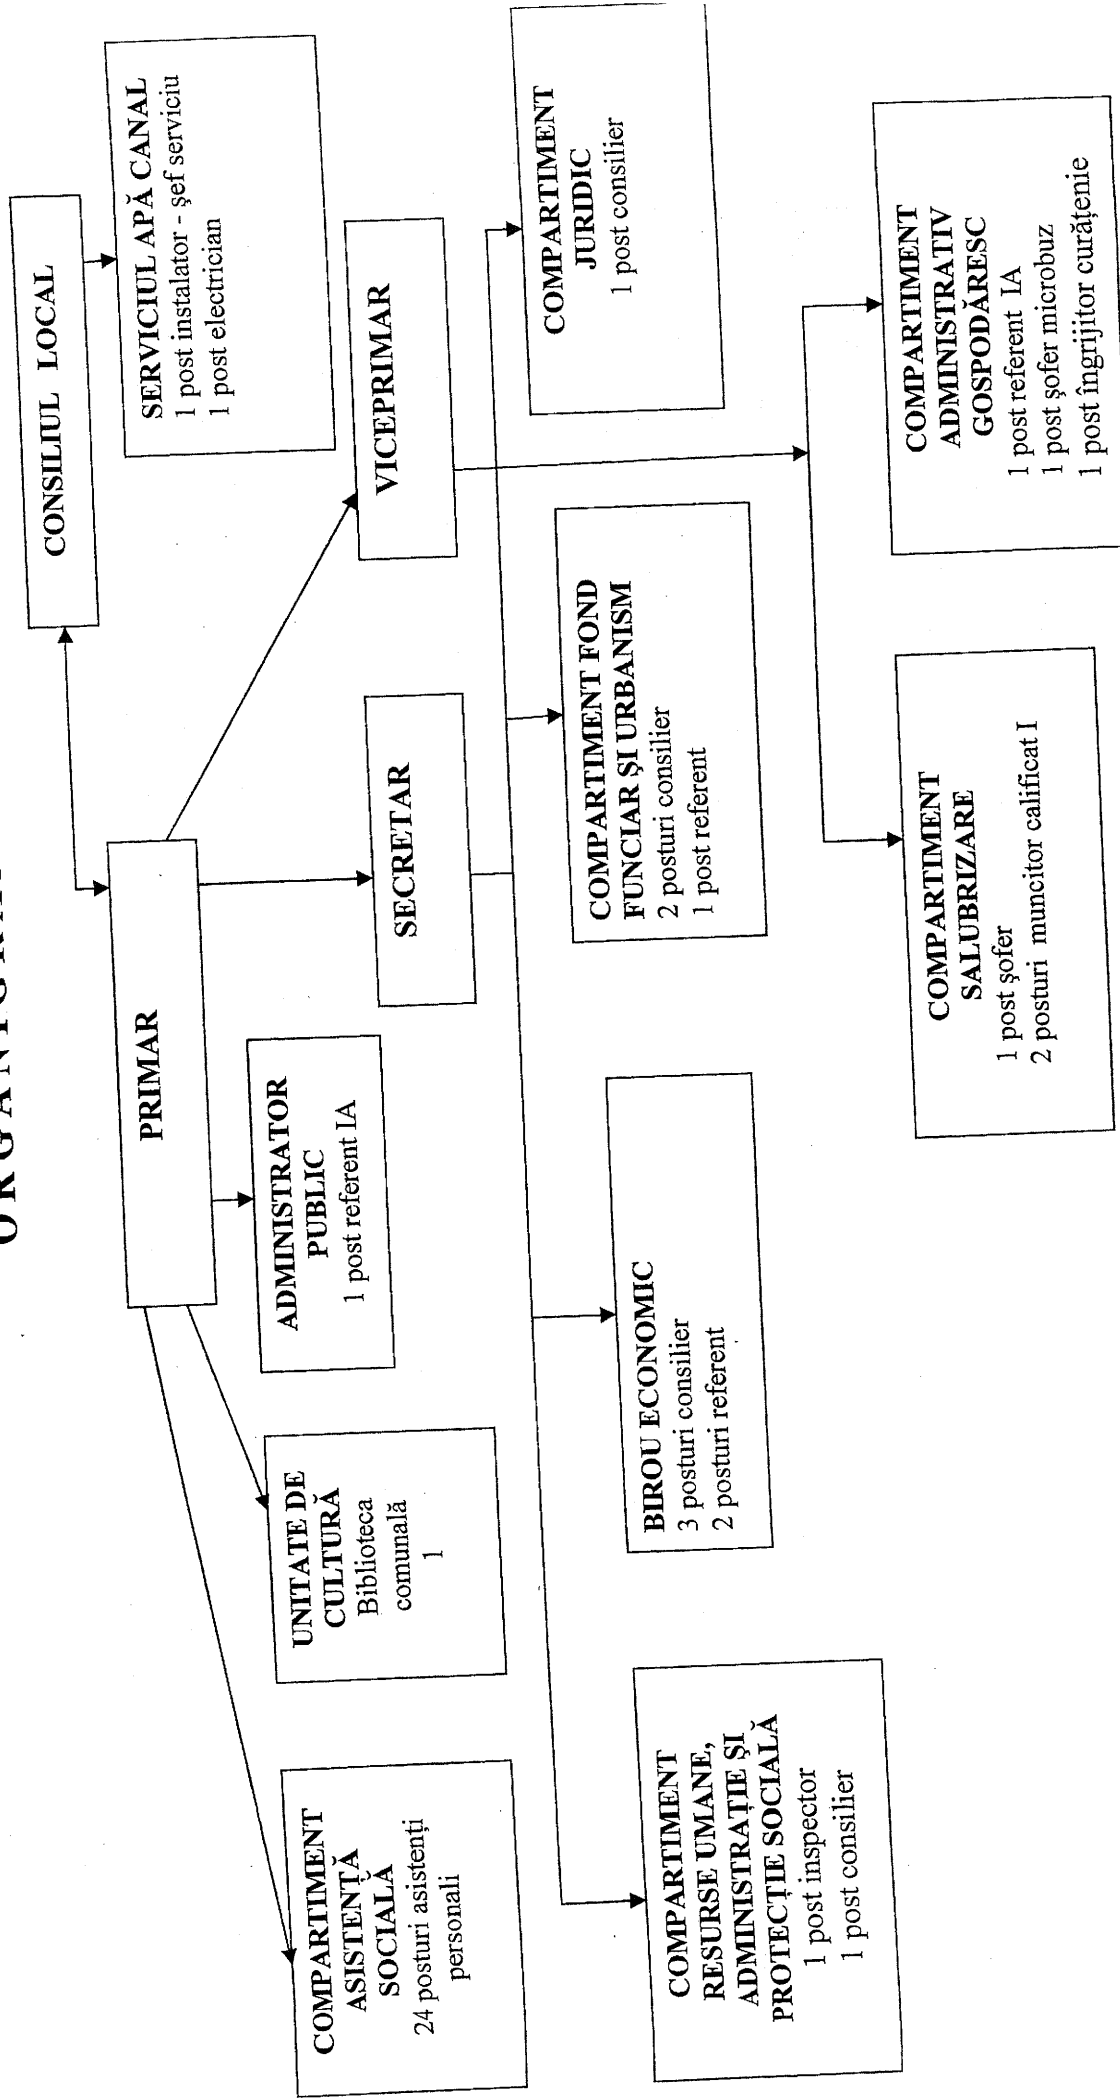 CONSILIUL LOCAL
PRIMAR
SERVICIUL APĂ CANAL
1 post instalator - şef serviciu
1 post electrician
COMPARTIMENT
ASISTENŢĂ
SOCIALĂ
24 posturi asistenţi
personali
UNITATE DE
CULTURĂ
Biblioteca
comunală
1
ADMINISTRATOR
PUBLIC
1 post referent IA
SECRETAR
VICEPRIMAR
COMPARTIMENT
RESURSE UMANE,
ADMINISTRAŢIE ŞI
PROTECŢIE SOCIALĂ
1 post inspector
1 post consilier
BIROU ECONOMIC
3 posturi consilier
2 posturi referent
COMPARTIMENT FOND
FUNCIAR ŞI URBANISM
2 posturi consilier
1 post referent
COMPARTIMENT
JURIDIC
1 post consilier
COMPARTIMENT
SALUBRIZARE
1 post şofer
2 posturi muncitor calificat I
COMPARTIMENT
ADMINISTRATIV
GOSPODĂRESC
1 post referent IA
1 post şofer microbuz
1 post îngrijitor curăţenie